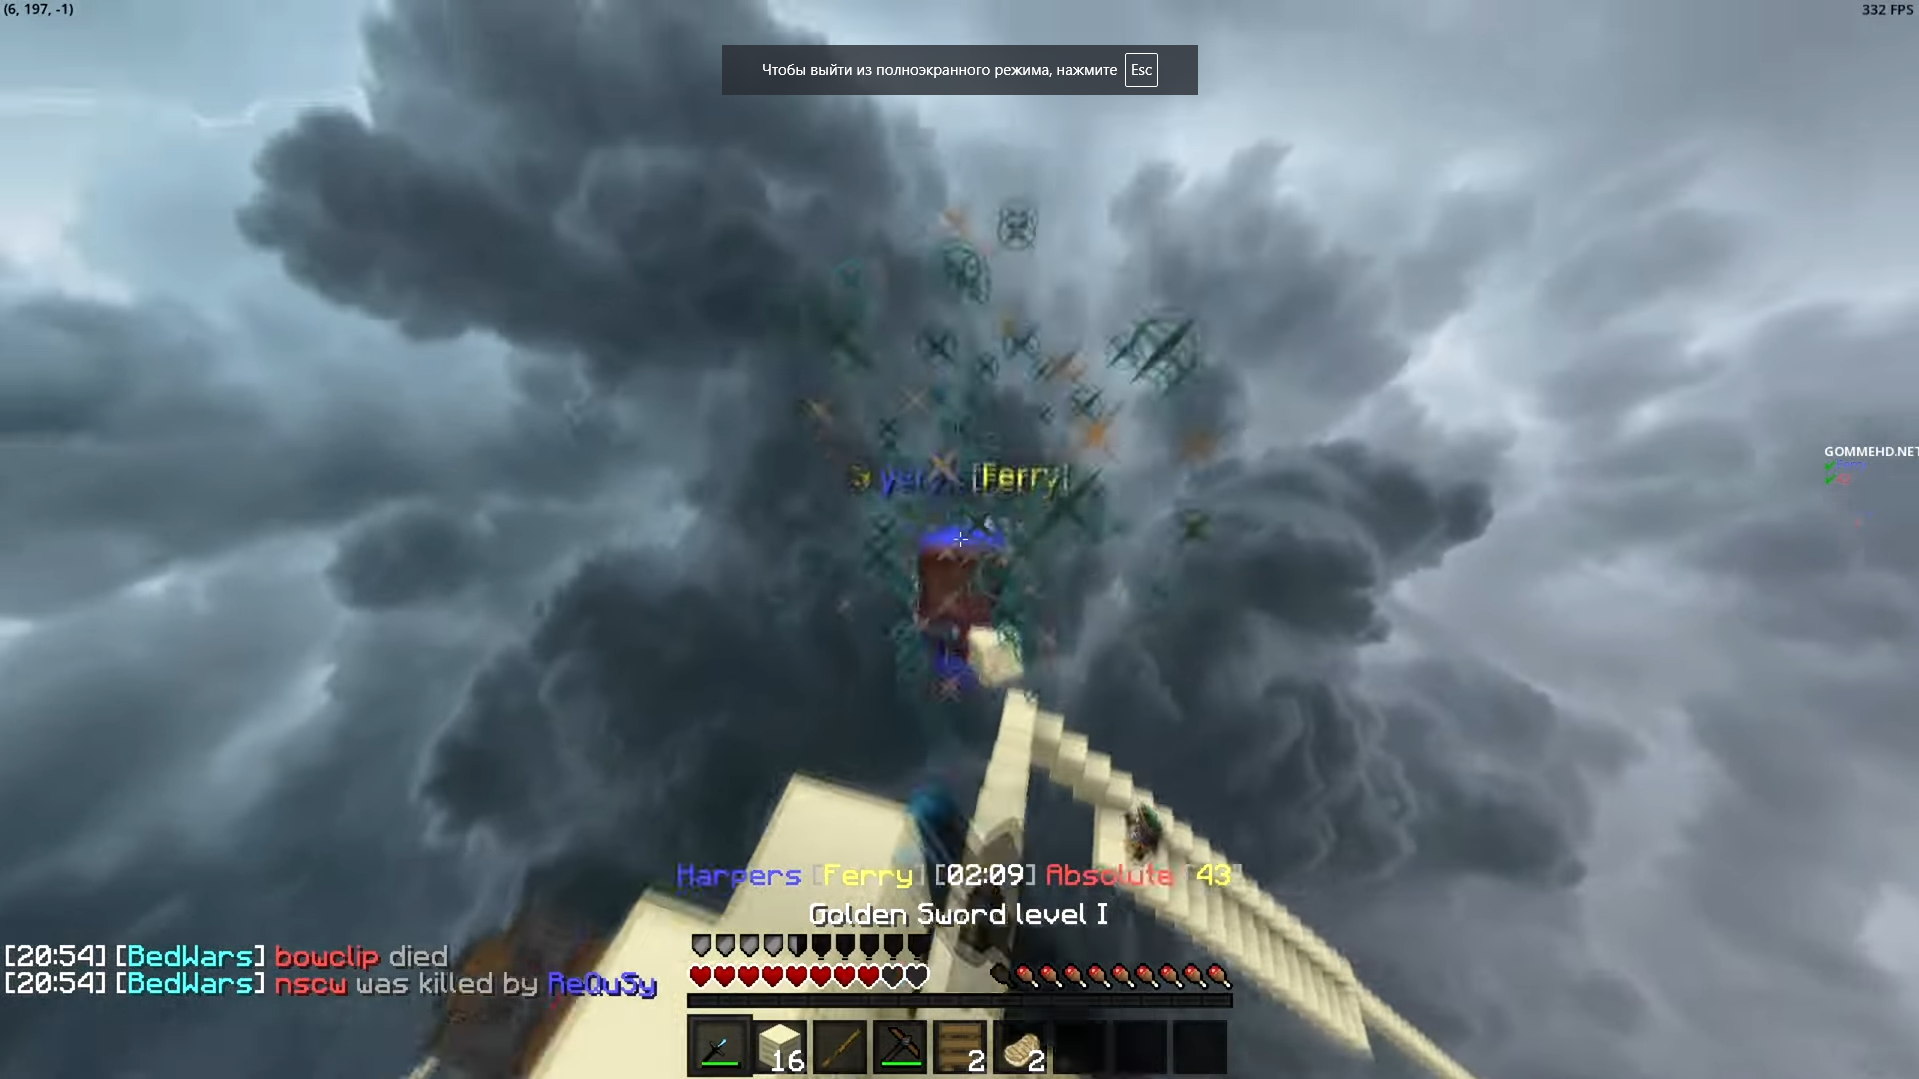 (6, 197, -1)
332 FPS
Чтобы выйти из полноэкранного режима, нажмите Esc
GOMMEHD.NET
[Ferry]
Harpers [Ferry] [02:09] Absolute [43]
Golden Sword level I
[20:54] [BedWars] bowclip died
[20:54] [BedWars] nscw was killed by ReQuSy
16
2
2